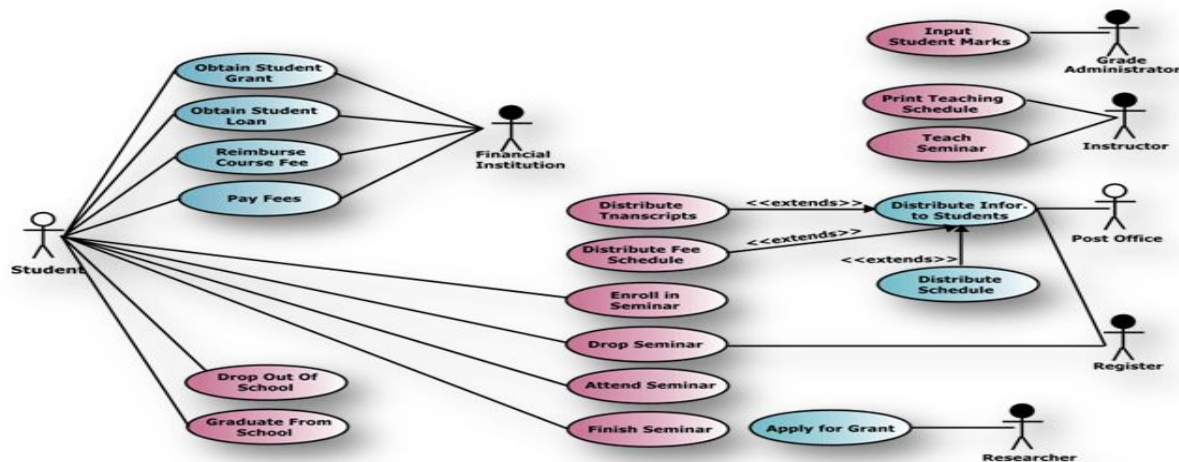 Input
Student Marks
Grade
Administrator
Obtain Student
Grant
Obtain Student
Loan
Reimburse
Course Fee
Pay Fees
Financial
Institution
Print Teaching
Schedule
Teach
Seminar
Instructor
Student
Distribute
Tnanscripts
<<extends>>
Distribute Infor.
to Students
Post Office
Distribute Fee
Schedule
<<extends>>
<<extends>>
Distribute
Schedule
Enroll in
Seminar
Drop Seminar
Register
Drop Out Of
School
Attend Seminar
Graduate From
School
Finish Seminar
Apply for Grant
Researcher